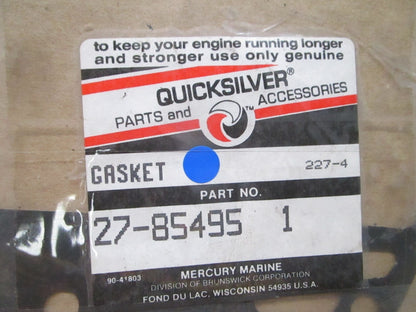 to keep your engine running longer
and stronger use only genuine
QUICKSILVER®
PARTS and ACCESSORIES
GASKET 227-4
PART NO.
27-85495 1
90-41803 MERCURY MARINE
DIVISION OF BRUNSWICK CORPORATION
FOND DU LAC, WISCONSIN 54935 U.S.A.